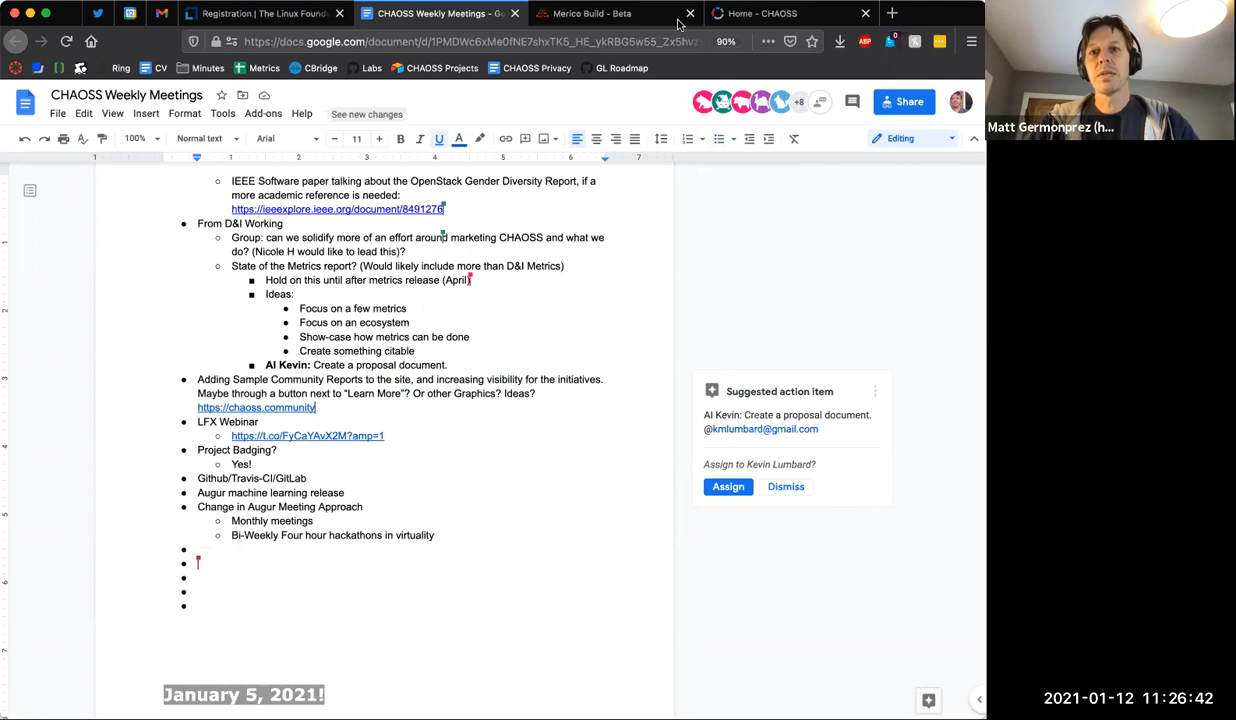 Registration | The Linux Found
CHAOSS Weekly Meetings - Go
Merico Build - Beta
Home - CHAOSS
https://docs.google.com/document/d/1PMDWc6xMe0fNE7shxTK5_HE_ykRBG5w55_Zx5hvz
90%
Ring
CV
Minutes
Metrics
CBridge
Labs
CHAOSS Projects
CHAOSS Privacy
GL Roadmap
CHAOSS Weekly Meetings
File Edit View Insert Format Tools Add-ons Help
See new changes
+8
Share
100%
Normal text
Arial
11
Editing
IEEE Software paper talking about the OpenStack Gender Diversity Report, if a
more academic reference is needed:
https://ieeexplore.ieee.org/document/8491276
From D&I Working
Group: can we solidify more of an effort around marketing CHAOSS and what we
do? (Nicole H would like to lead this)?
State of the Metrics report? (Would likely include more than D&I Metrics)
Hold on this until after metrics release (April)
Ideas:
Focus on a few metrics
Focus on an ecosystem
Show-case how metrics can be done
Create something citable
AI Kevin: Create a proposal document.
Adding Sample Community Reports to the site, and increasing visibility for the initiatives.
Maybe through a button next to “Learn More”? Or other Graphics? Ideas?
https://chaoss.community
LFX Webinar
https://t.co/FyCaYAvX2M?amp=1
Project Badging?
Yes!
Github/Travis-CI/GitLab
Augur machine learning release
Change in Augur Meeting Approach
Monthly meetings
Bi-Weekly Four hour hackathons in virtuality
January 5, 2021!
Suggested action item
AI Kevin: Create a proposal document.
@kmlumbard@gmail.com
Assign to Kevin Lumbard?
Assign
Dismiss
Matt Germonprez (h...
2021-01-12 11:26:42